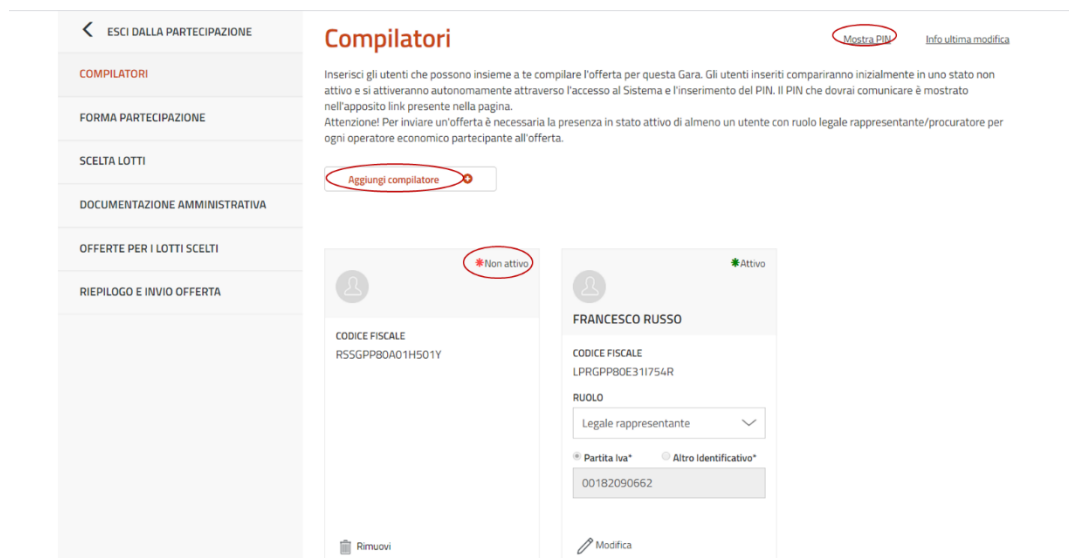 ESCI DALLA PARTECIPAZIONE
COMPILATORI
FORMA PARTECIPAZIONE
SCELTA LOTTI
DOCUMENTAZIONE AMMINISTRATIVA
OFFERTE PER I LOTTI SCELTI
RIEPILOGO E INVIO OFFERTA
Compilatori
Mostra PIN
Info ultima modifica
Inserisci gli utenti che possono insieme a te compilare l'offerta per questa Gara. Gli utenti inseriti compariranno inizialmente in uno stato non
attivo e si attiveranno autonomamente attraverso l'accesso al Sistema e l'inserimento del PIN. Il PIN che dovrai comunicare è mostrato
nell'apposito link presente nella pagina.
Attenzione! Per inviare un'offerta è necessaria la presenza in stato attivo di almeno un utente con ruolo legale rappresentante/procuratore per
ogni operatore economico partecipante all'offerta.
Aggiungi compilatore
Non attivo
CODICE FISCALE
RSSGPP80A01H501Y
Rimuovi
Attivo
FRANCESCO RUSSO
CODICE FISCALE
LPRGPP80E31I754R
RUOLO
Legale rappresentante
Partita Iva* Altro Identificativo*
00182090662
Modifica